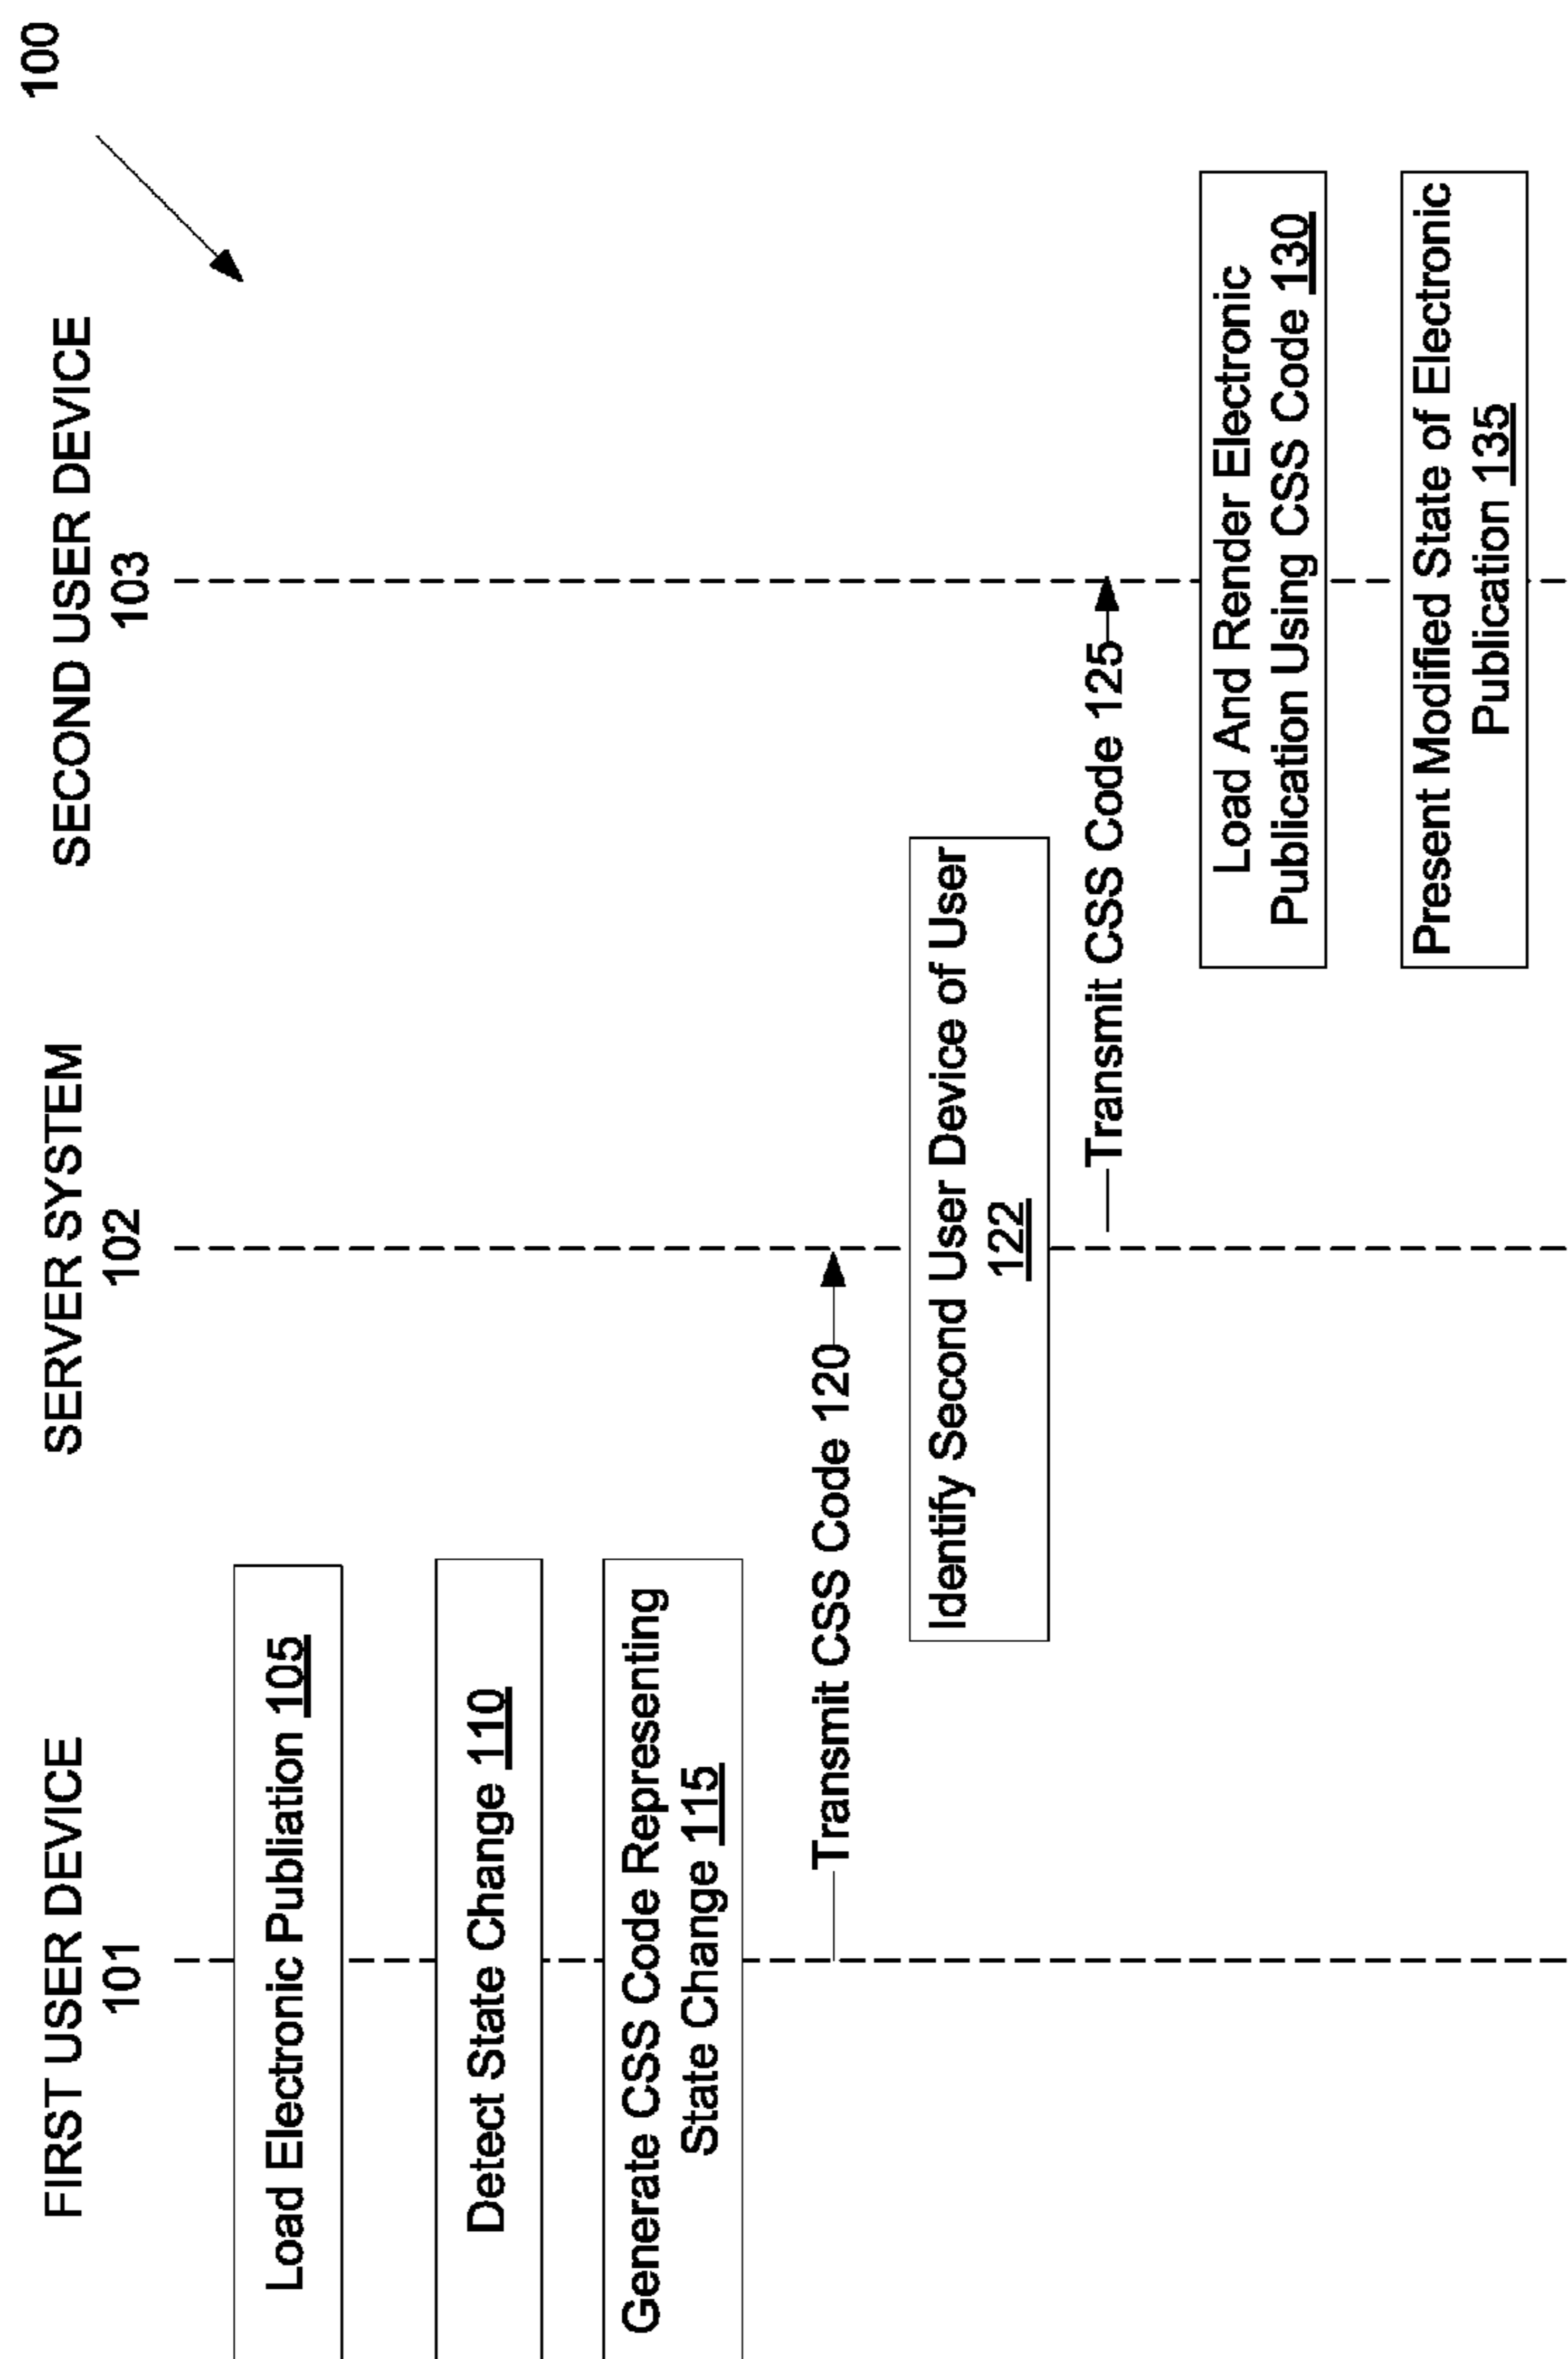 100
FIRST USER DEVICE
101
SERVER SYSTEM
102
SECOND USER DEVICE
103
Load Electronic Publiation 105
Detect State Change 110
Generate CSS Code Representing
State Change 115
Transmit CSS Code 120
Identify Second User Device of User
122
Transmit CSS Code 125
Load And Render Electronic
Publication Using CSS Code 130
Present Modified State of Electronic
Publication 135